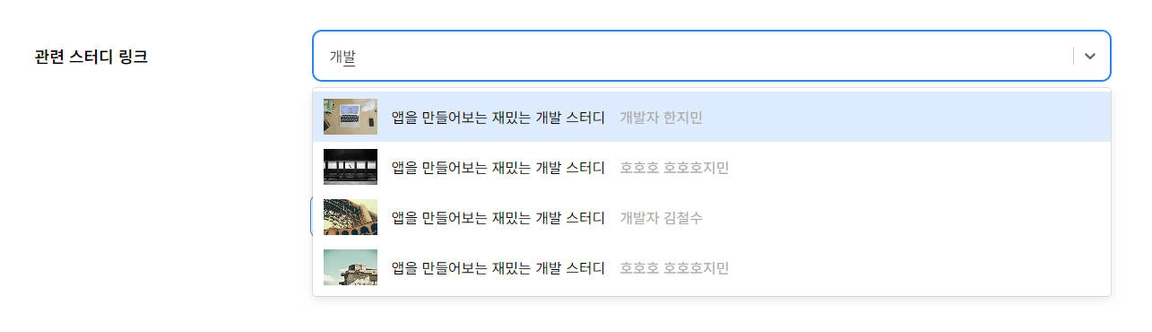 관련 스터디 링크
개발
앱을 만들어보는 재밌는 개발 스터디 개발자 한지민
앱을 만들어보는 재밌는 개발 스터디 호호호 호호호지민
앱을 만들어보는 재밌는 개발 스터디 개발자 김철수
앱을 만들어보는 재밌는 개발 스터디 호호호 호호호지민